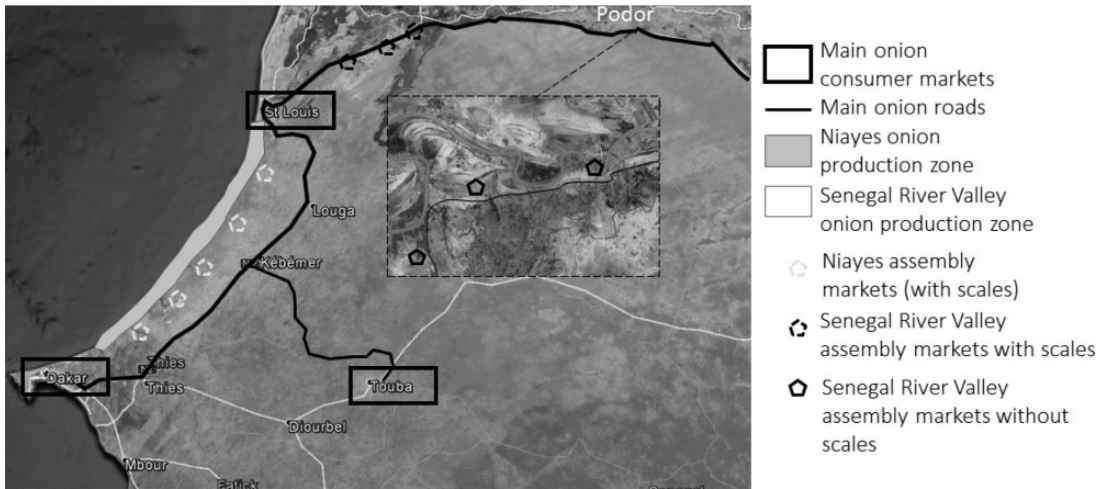 Podor
St Louis
Louga
Kébémer
Thies
Dakar
Thies
Touba
Diourbel
Mbour
Fatick
Main onion
consumer markets
Main onion roads
Niayes onion
production zone
Senegal River Valley
onion production zone
Niayes assembly
markets (with scales)
Senegal River Valley
assembly markets with scales
Senegal River Valley
assembly markets without
scales